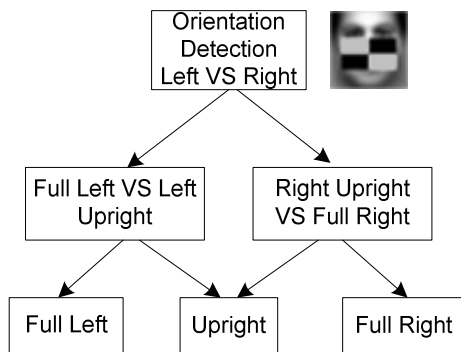 Orientation
Detection
Left VS Right
Full Left VS Left
Upright
Right Upright
VS Full Right
Full Left
Upright
Full Right